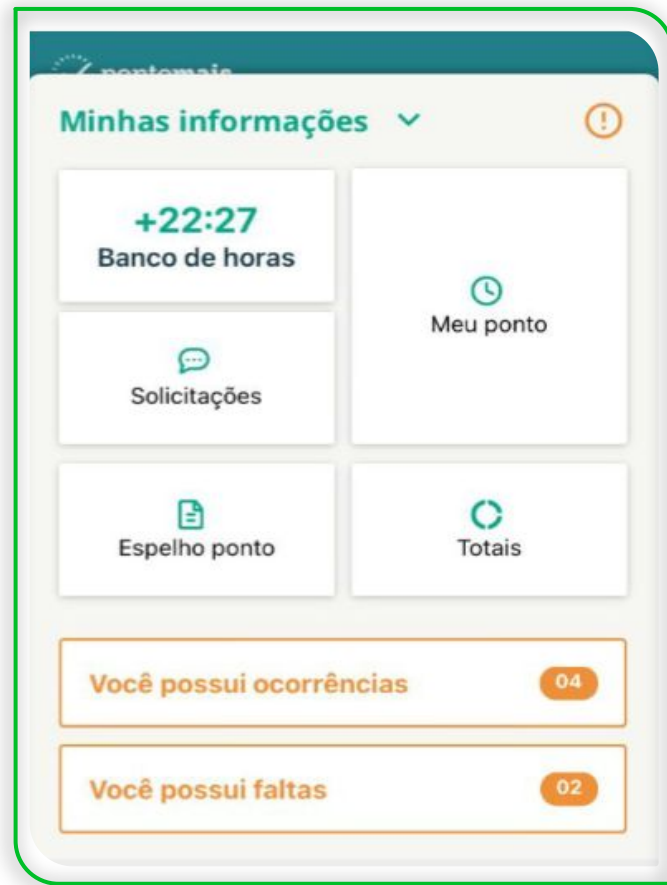 pontomais
Minhas informações
+22:27
Banco de horas
Meu ponto
Solicitações
Espelho ponto
Totais
Você possui ocorrências
04
Você possui faltas
02